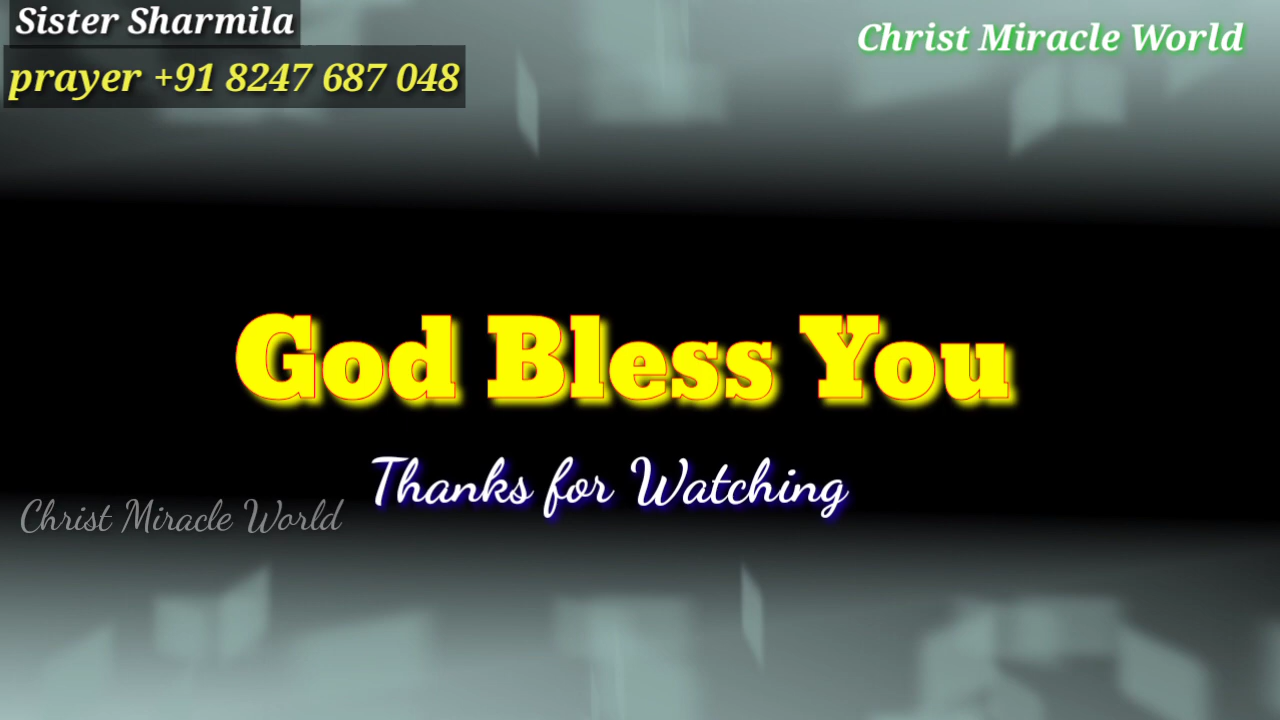 Sister Sharmila
prayer +91 8247 687 048
Christ Miracle World
God Bless You
Thanks for Watching
Christ Miracle World